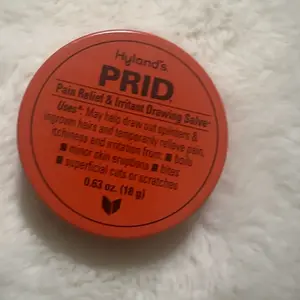 Hyland's
PRID
Pain Relief & Irritant Drawing Salve
Uses*: May help draw out splinters &
ingrown hairs and temporarily relieve pain,
itchiness and irritation from: ■ boils
■ minor skin eruptions ■ bites
■ superficial cuts or scratches
0.63 oz. (18 g)